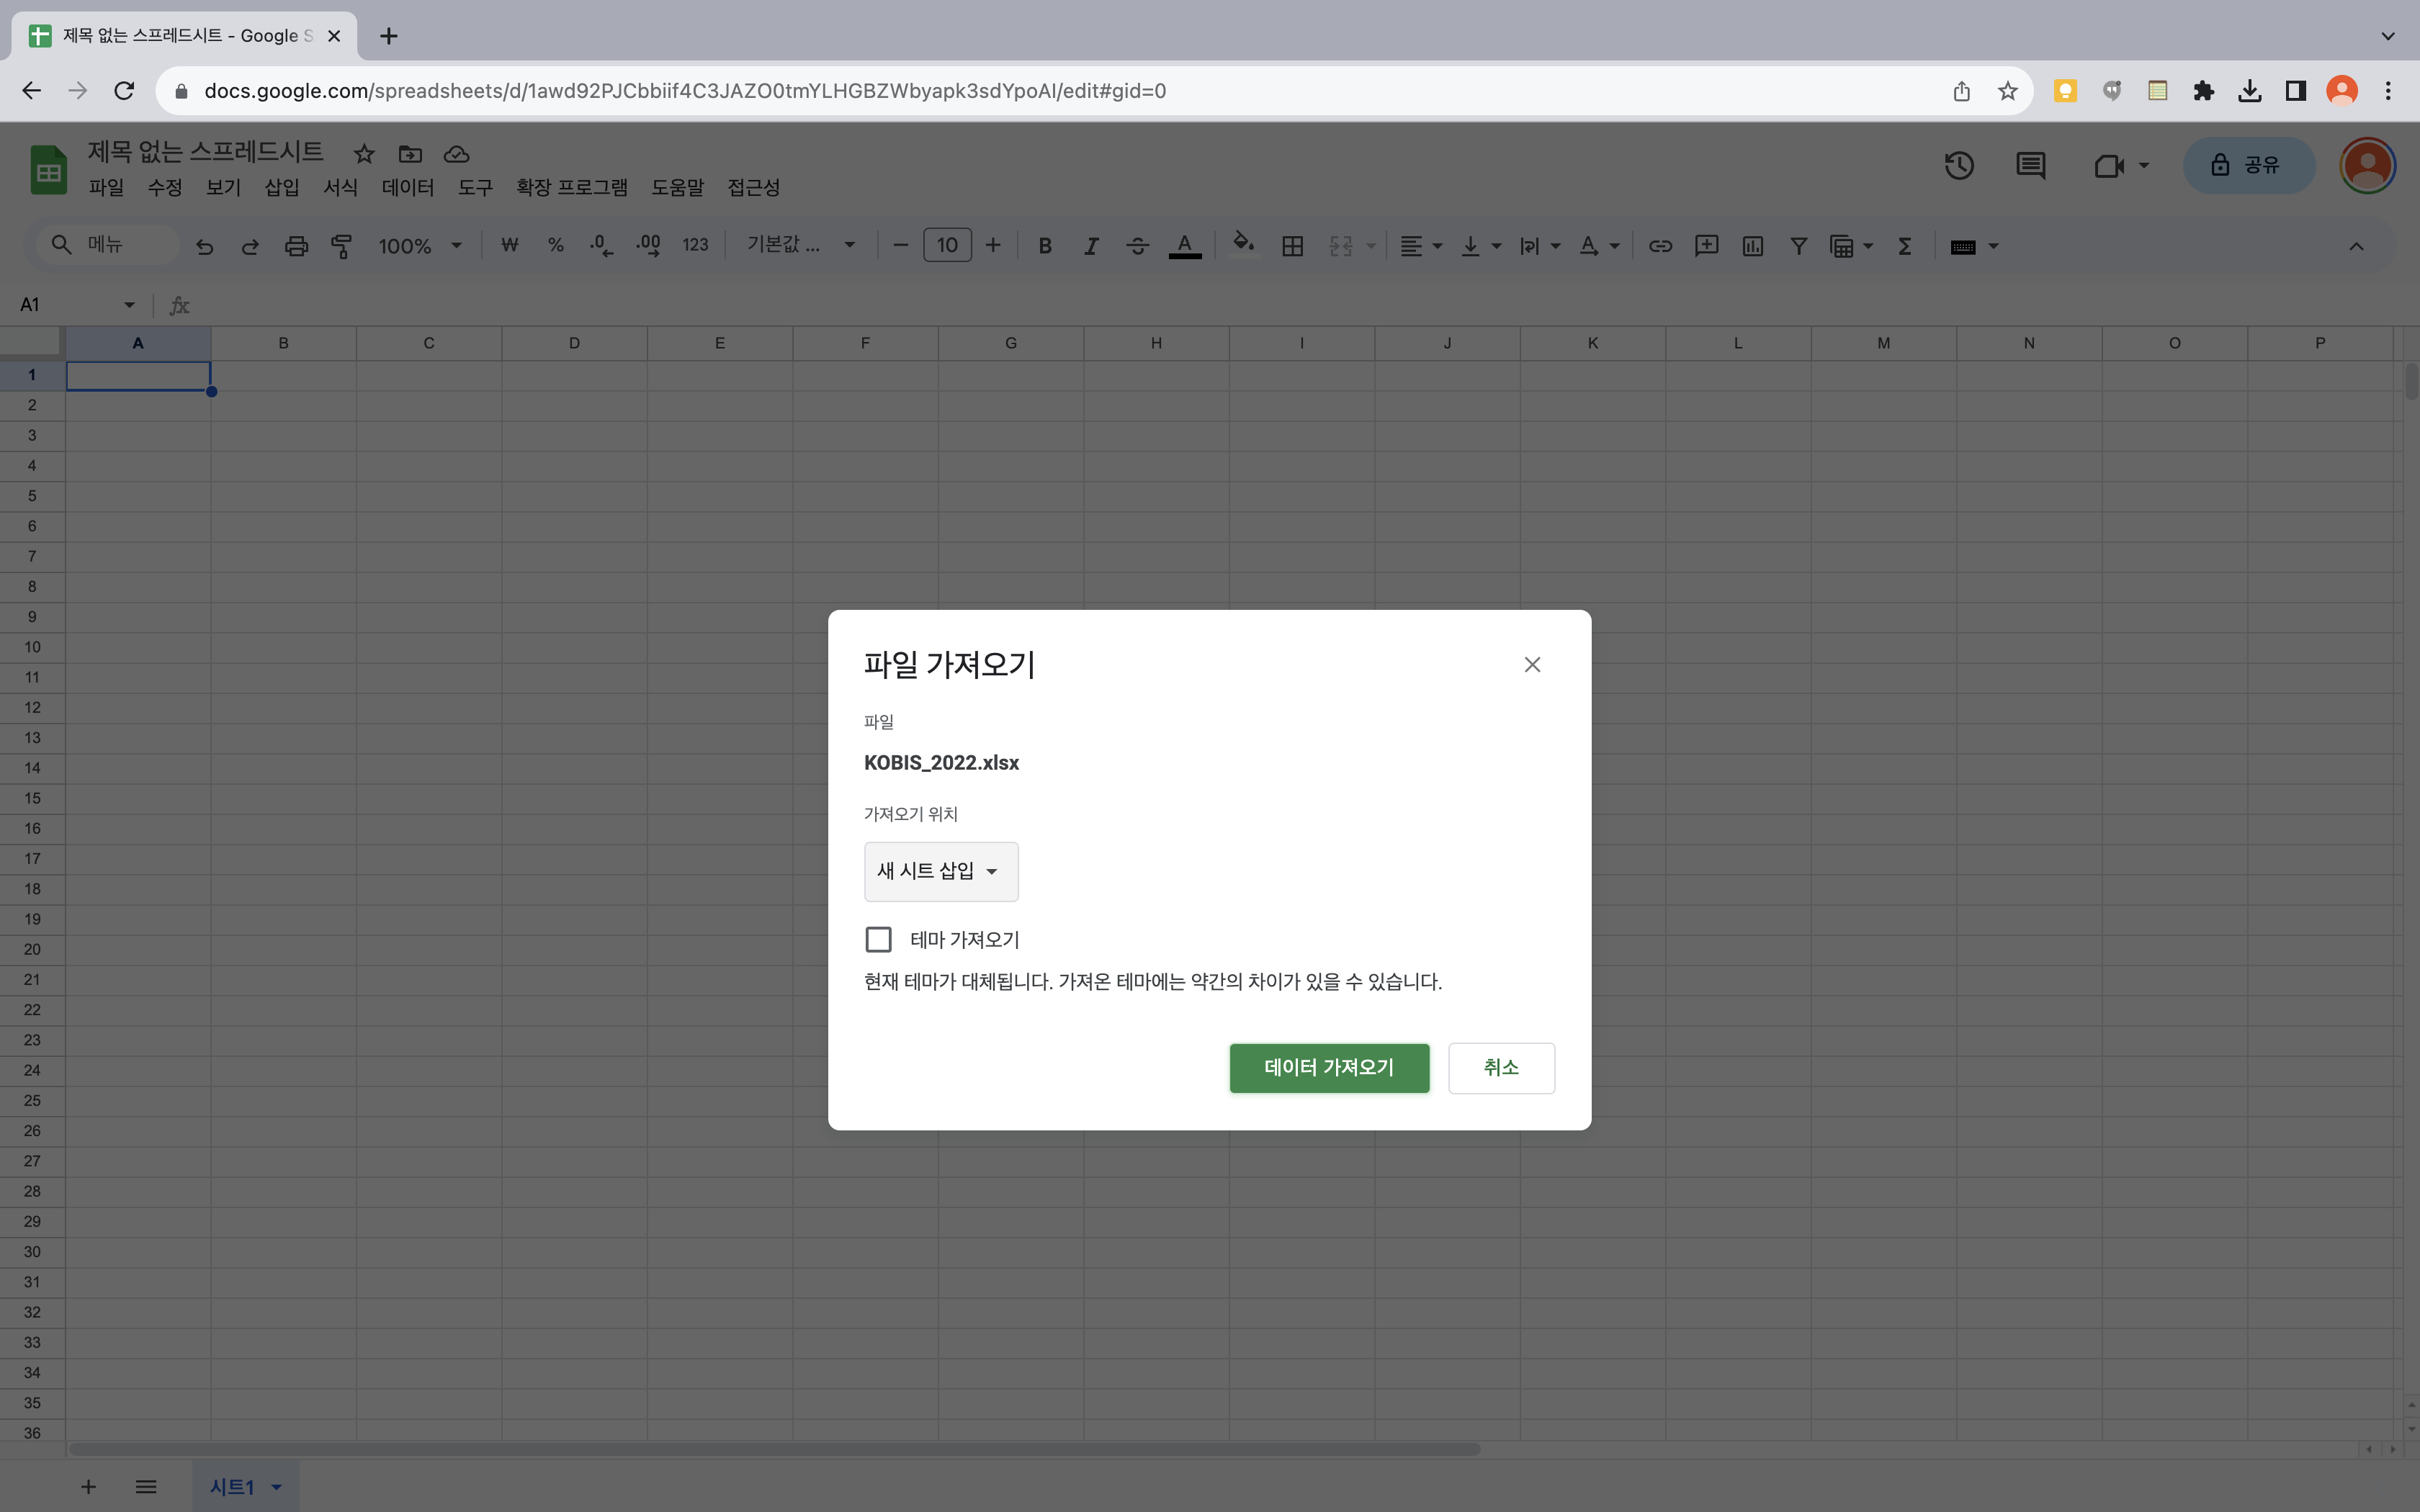 제목 없는 스프레드시트 - Google S
docs.google.com/spreadsheets/d/1awd92PJCbbiif4C3JAZO0tmYLHGBZWbyapk3sdYpoAI/edit#gid=0
제목 없는 스프레드시트
파일 수정 보기 삽입 서식 데이터 도구 확장 프로그램 도움말 접근성
공유
메뉴 100% ₩ % .0 .00 123 기본값 ... 10 B I A A Σ
A1 fx
A B C D E F G H I J K L M N O P
1
2
3
4
5
6
7
8
9
10
11
12
13
14
15
16
17
18
19
20
21
22
23
24
25
26
27
28
29
30
31
32
33
34
35
36
파일 가져오기
파일
KOBIS_2022.xlsx
가져오기 위치
새 시트 삽입
테마 가져오기
현재 테마가 대체됩니다. 가져온 테마에는 약간의 차이가 있을 수 있습니다.
데이터 가져오기 취소
시트1